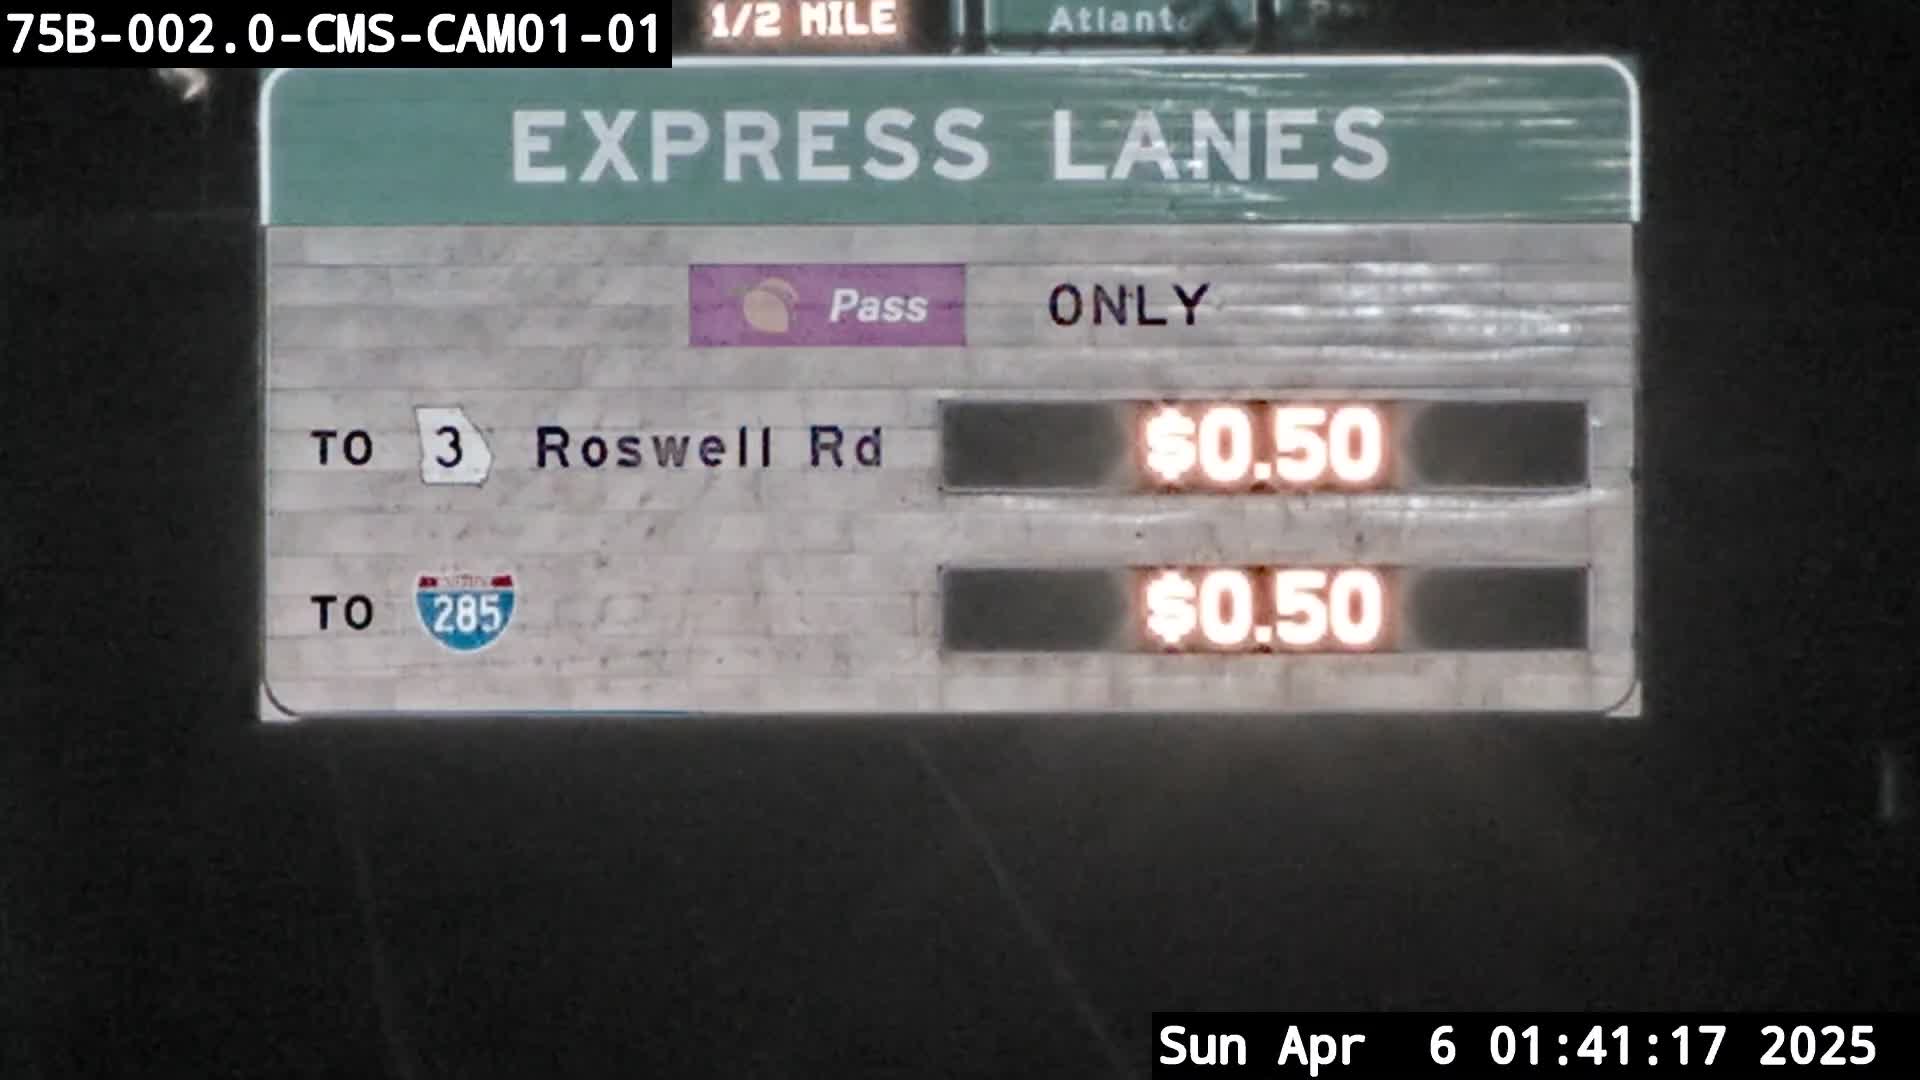 75B-002.0-CMS-CAM01-01
1/2 MILE
EXPRESS LANES
Pass ONLY
TO 3 Roswell Rd $0.50
TO 285 $0.50
Sun Apr 6 01:41:17 2025